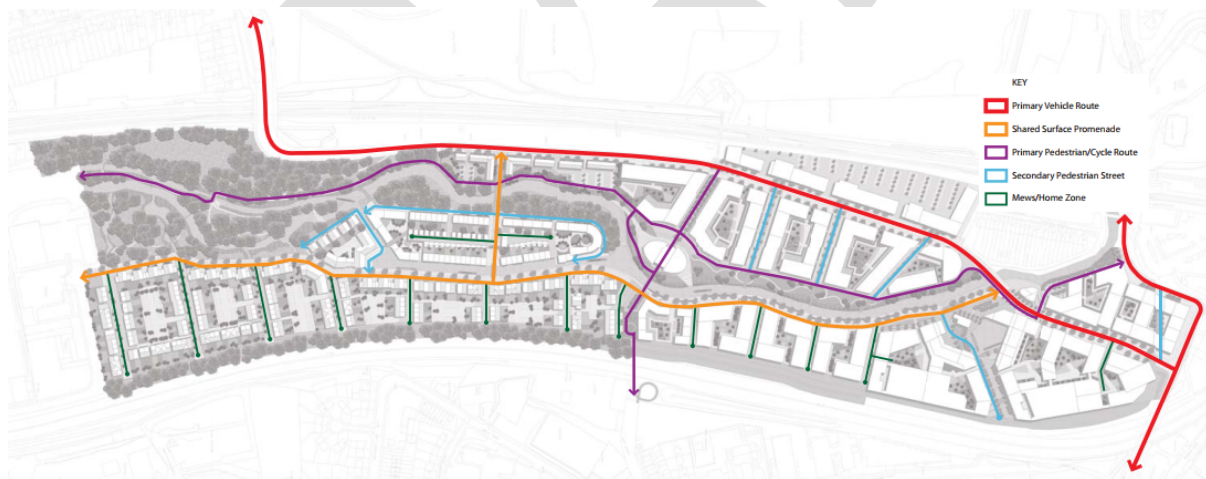 KEY
Primary Vehicle Route
Shared Surface Promenade
Primary Pedestrian/Cycle Route
Secondary Pedestrian Street
Mews/Home Zone